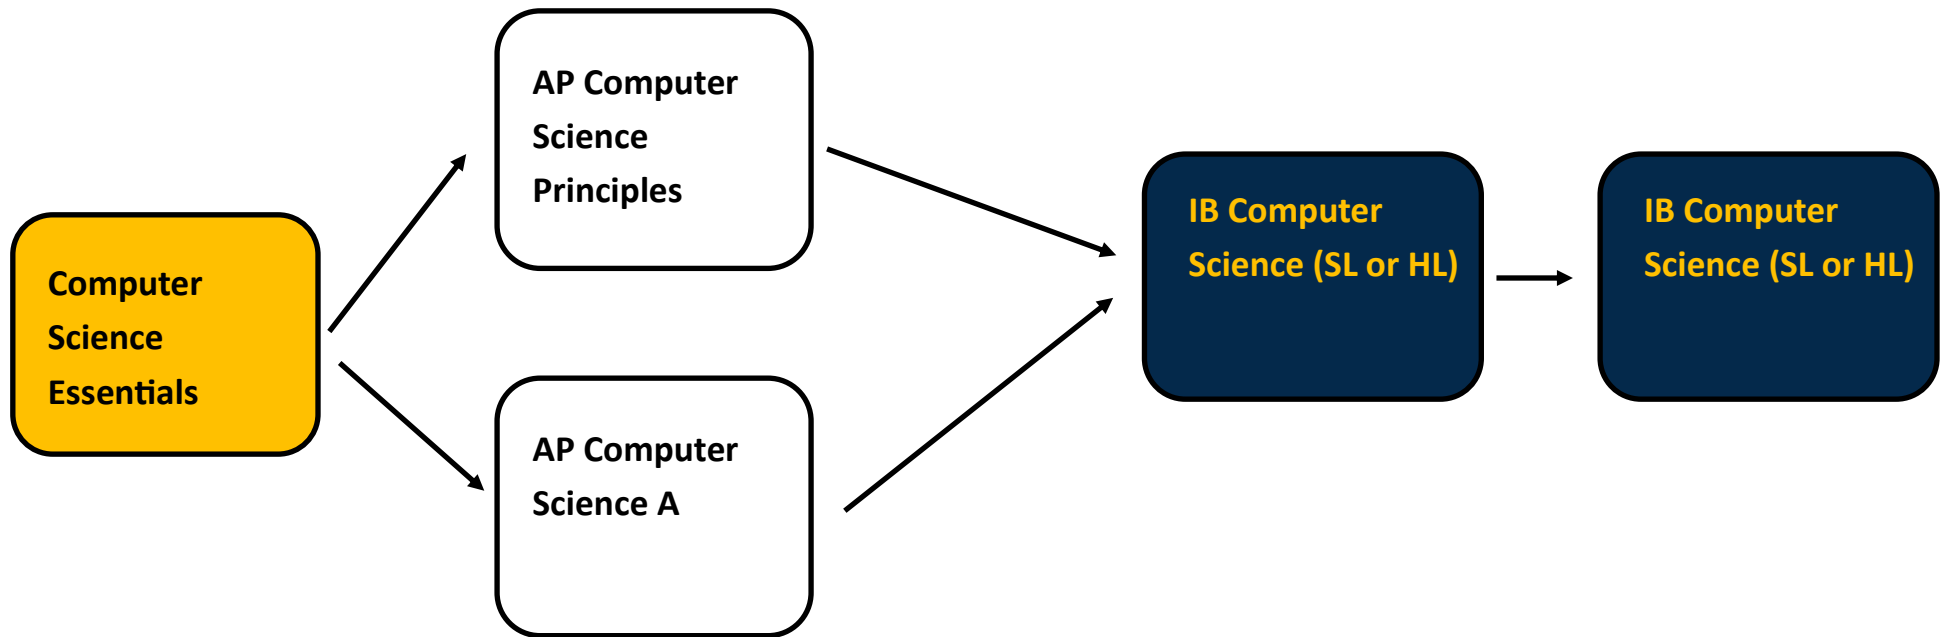 Computer
Science
Essentials
AP Computer
Science
Principles
AP Computer
Science A
IB Computer
Science (SL or HL)
IB Computer
Science (SL or HL)